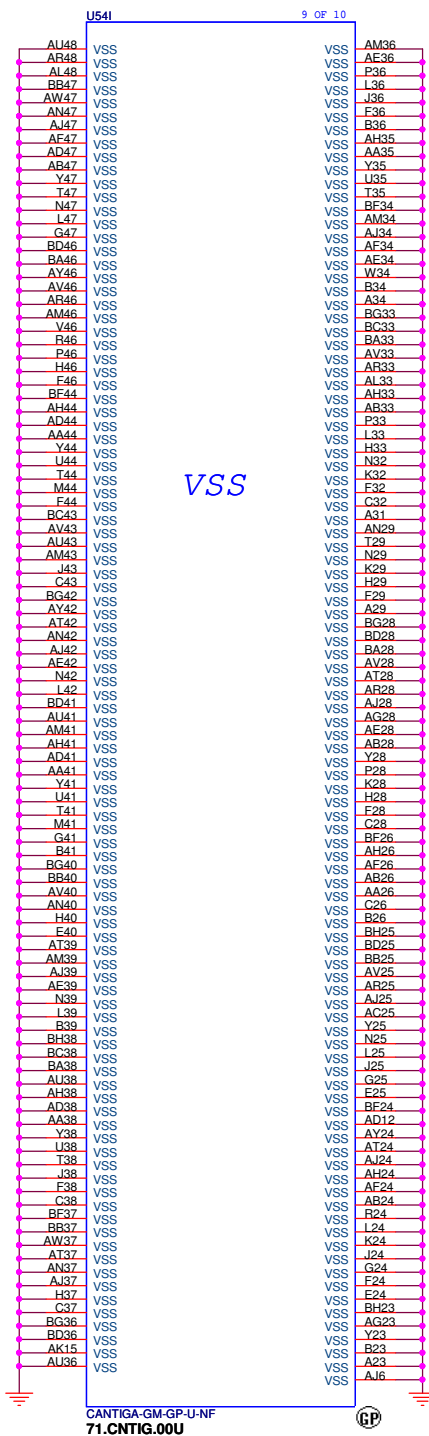 U54I
9 OF 10
AU48 VSS VSS AM36
AR48 VSS VSS AE36
AL48 VSS VSS P36
BB47 VSS VSS L36
AW47 VSS VSS J36
AN47 VSS VSS F36
AJ47 VSS VSS B36
AF47 VSS VSS AH35
AD47 VSS VSS AA35
AB47 VSS VSS Y35
Y47 VSS VSS U35
T47 VSS VSS T35
N47 VSS VSS BF34
L47 VSS VSS AM34
G47 VSS VSS AJ34
BD46 VSS VSS AF34
BA46 VSS VSS AE34
AY46 VSS VSS W34
AV46 VSS VSS B34
AR46 VSS VSS A34
AM46 VSS VSS BG33
V46 VSS VSS BC33
R46 VSS VSS BA33
P46 VSS VSS AV33
H46 VSS VSS AR33
F46 VSS VSS AL33
BF44 VSS VSS AH33
AH44 VSS VSS AB33
AD44 VSS VSS P33
AA44 VSS VSS L33
Y44 VSS VSS H33
U44 VSS VSS N32
T44 VSS VSS K32
M44 VSS VSS F32
F44 VSS VSS C32
BC43 VSS VSS A31
AV43 VSS VSS AN29
AU43 VSS VSS T29
AM43 VSS VSS N29
J43 VSS VSS K29
C43 VSS VSS H29
BG42 VSS VSS F29
AY42 VSS VSS A29
AT42 VSS VSS BG28
AN42 VSS VSS BD28
AJ42 VSS VSS BA28
AE42 VSS VSS AV28
N42 VSS VSS AT28
L42 VSS VSS AR28
BD41 VSS VSS AJ28
AU41 VSS VSS AG28
AM41 VSS VSS AE28
AH41 VSS VSS AB28
AD41 VSS VSS Y28
AA41 VSS VSS P28
Y41 VSS VSS K28
U41 VSS VSS H28
T41 VSS VSS F28
M41 VSS VSS C28
G41 VSS VSS BF26
B41 VSS VSS AH26
BG40 VSS VSS AF26
BB40 VSS VSS AB26
AV40 VSS VSS AA26
AN40 VSS VSS C26
H40 VSS VSS B26
E40 VSS VSS BH25
AT39 VSS VSS BD25
AM39 VSS VSS BB25
AJ39 VSS VSS AV25
AE39 VSS VSS AR25
N39 VSS VSS AJ25
L39 VSS VSS AC25
B39 VSS VSS Y25
BH38 VSS VSS N25
BC38 VSS VSS L25
BA38 VSS VSS J25
AU38 VSS VSS G25
AH38 VSS VSS E25
AD38 VSS VSS BF24
AA38 VSS VSS AD12
Y38 VSS VSS AY24
U38 VSS VSS AT24
T38 VSS VSS AJ24
J38 VSS VSS AH24
F38 VSS VSS AF24
C38 VSS VSS AB24
BF37 VSS VSS R24
BB37 VSS VSS L24
AW37 VSS VSS K24
AT37 VSS VSS J24
AN37 VSS VSS G24
AJ37 VSS VSS F24
H37 VSS VSS E24
C37 VSS VSS BH23
BG36 VSS VSS AG23
BD36 VSS VSS Y23
AK15 VSS VSS B23
AU36 VSS VSS A23
VSS AJ6
VSS
CANTIGA-GM-GP-U-NF
71.CNTIG.00U
GP